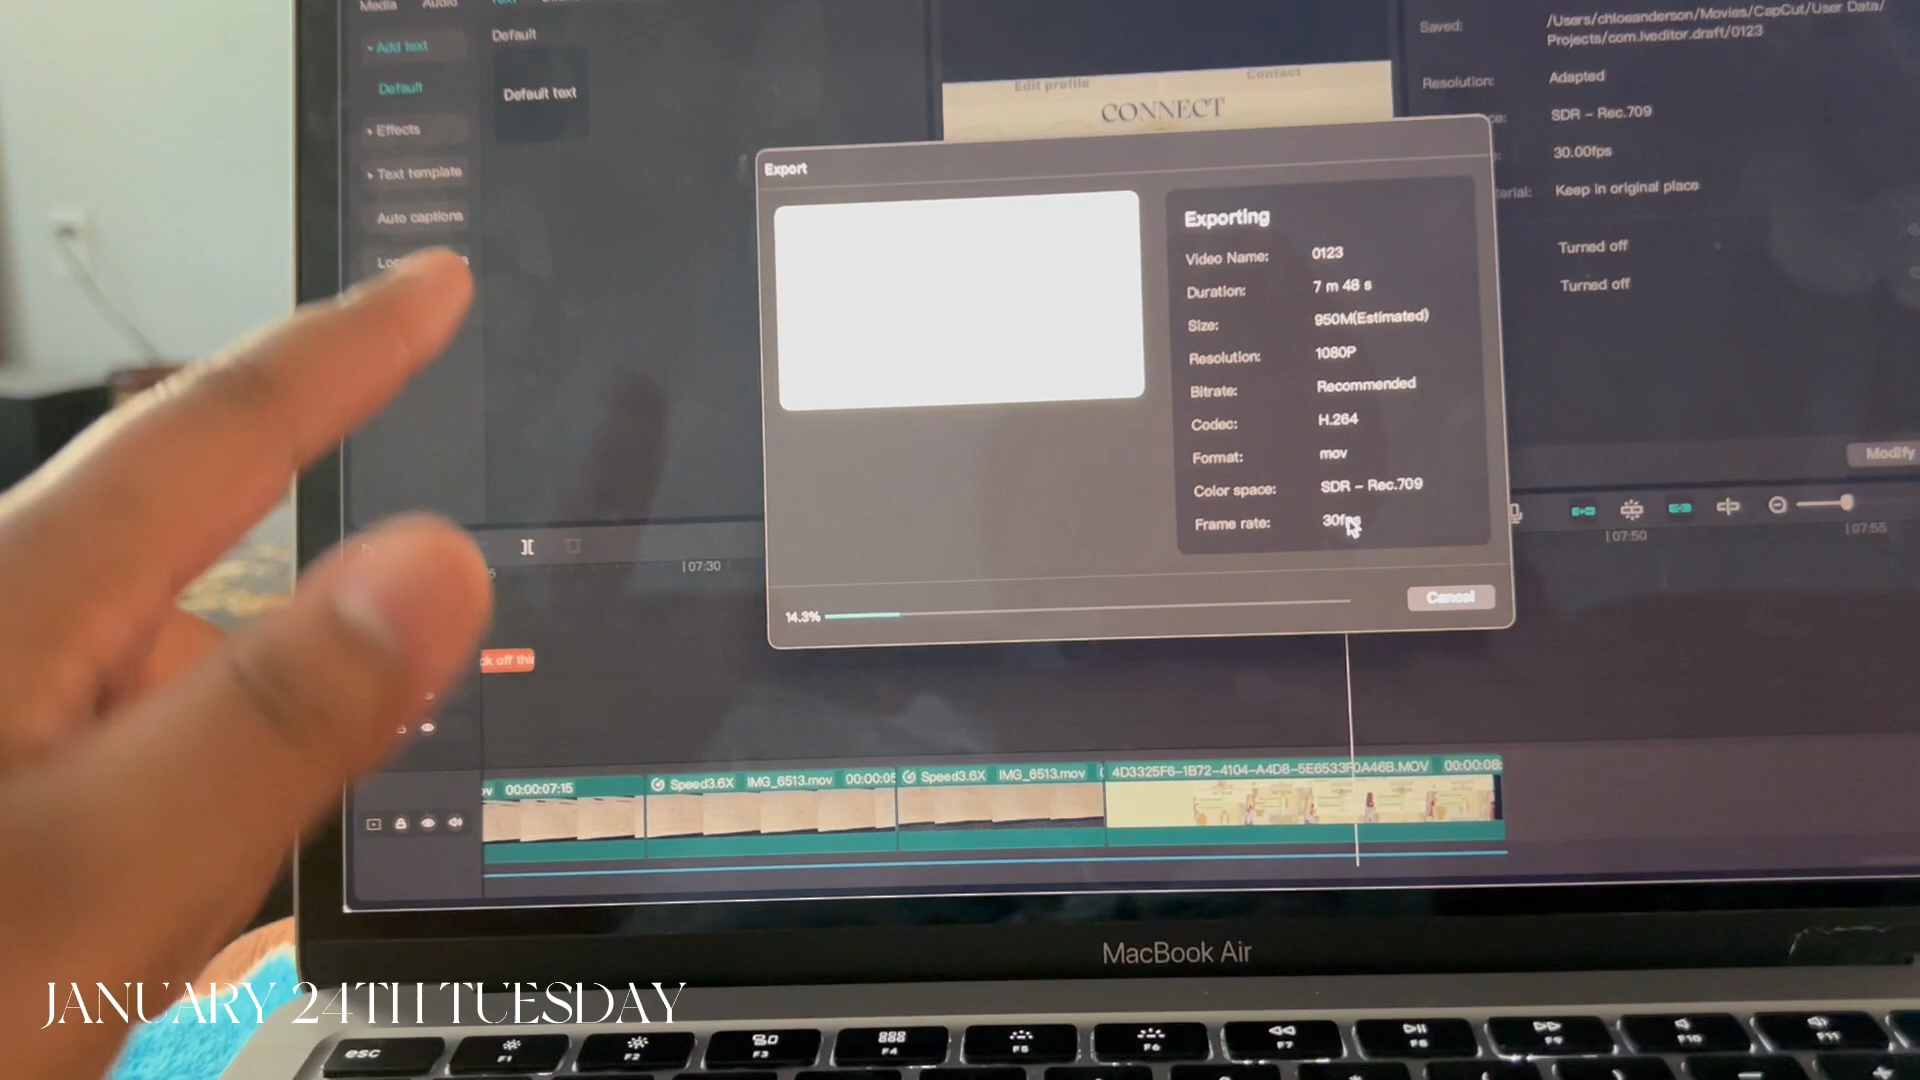 Media
Audio
Text
Add text
Default
Effects
Text template
Auto captions
Default
Default text
Edit profile
Contact
CONNECT
Saved:
/Users/chloeanderson/Movies/CapCut/User Data/
Projects/com.lveditor.draft/0123
Resolution:
Adapted
SDR - Rec.709
30.00fps
Keep in original place
Turned off
Turned off
Modify
Export
Exporting
Video Name: 0123
Duration: 7 m 48 s
Size: 950M(Estimated)
Resolution: 1080P
Bitrate: Recommended
Codec: H.264
Format: mov
Color space: SDR - Rec.709
Frame rate: 30fps
14.3%
Cancel
07:30
07:50
07:55
ck off thi
00:00:07:15
Speed3.6X IMG_6513.mov
Speed3.6X IMG_6513.mov
4D3325F6-1B72-4104-A4D8-5E6533F0A46B.MOV
MacBook Air
JANUARY 24TH TUESDAY
esc
F1
F2
F3
F4
F5
F6
F7
F8
F9
F10
F11